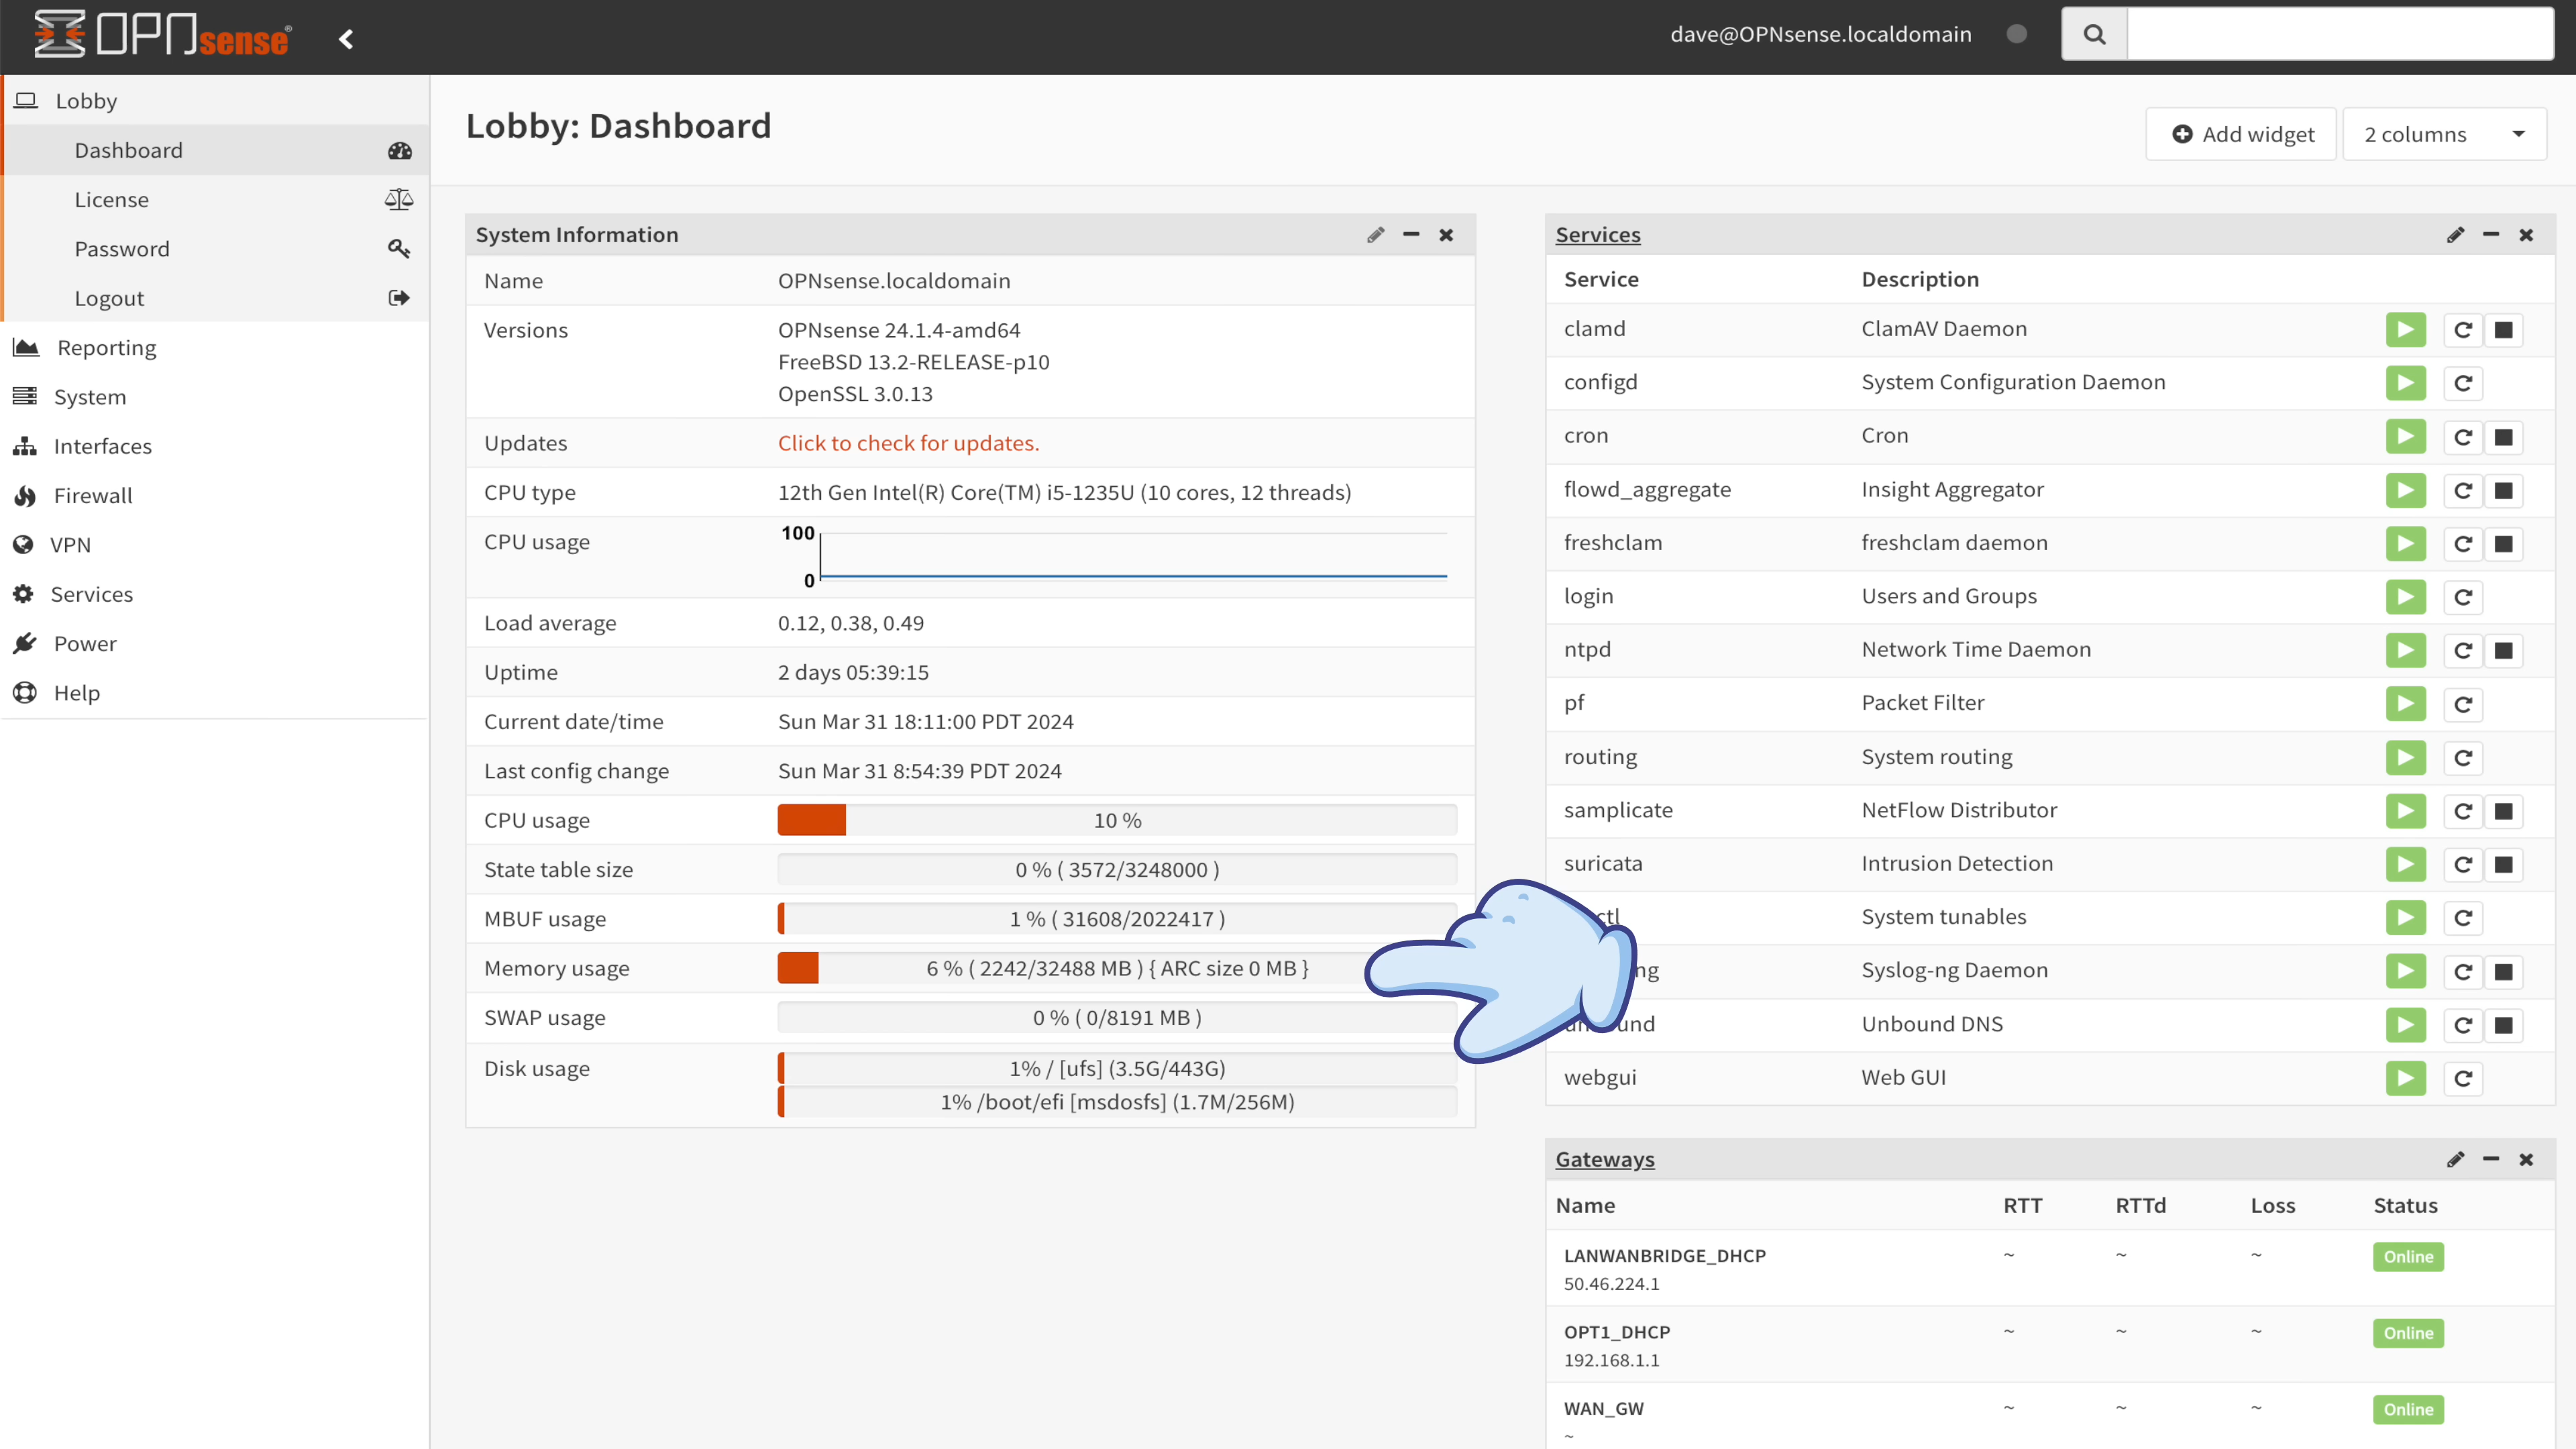 OPNsense®
dave@OPNsense.localdomain
Lobby
Dashboard
License
Password
Logout
Reporting
System
Interfaces
Firewall
VPN
Services
Power
Help
Lobby: Dashboard
Add widget
2 columns
System Information
Name OPNsense.localdomain
Versions OPNsense 24.1.4-amd64
FreeBSD 13.2-RELEASE-p10
OpenSSL 3.0.13
Updates Click to check for updates.
CPU type 12th Gen Intel(R) Core(TM) i5-1235U (10 cores, 12 threads)
CPU usage 100
0
Load average 0.12, 0.38, 0.49
Uptime 2 days 05:39:15
Current date/time Sun Mar 31 18:11:00 PDT 2024
Last config change Sun Mar 31 8:54:39 PDT 2024
CPU usage 10 %
State table size 0 % ( 3572/3248000 )
MBUF usage 1 % ( 31608/2022417 )
Memory usage 6 % ( 2242/32488 MB ) { ARC size 0 MB }
SWAP usage 0 % ( 0/8191 MB )
Disk usage 1% / [ufs] (3.5G/443G)
1% /boot/efi [msdosfs] (1.7M/256M)
Services
Service Description
clamd ClamAV Daemon
configd System Configuration Daemon
cron Cron
flowd_aggregate Insight Aggregator
freshclam freshclam daemon
login Users and Groups
ntpd Network Time Daemon
pf Packet Filter
routing System routing
samplicate NetFlow Distributor
suricata Intrusion Detection
System tunables
Syslog-ng Daemon
Unbound DNS
webgui Web GUI
Gateways
Name RTT RTTd Loss Status
LANWANBRIDGE_DHCP ~ ~ ~ Online
50.46.224.1
OPT1_DHCP ~ ~ ~ Online
192.168.1.1
WAN_GW ~ ~ ~ Online
~